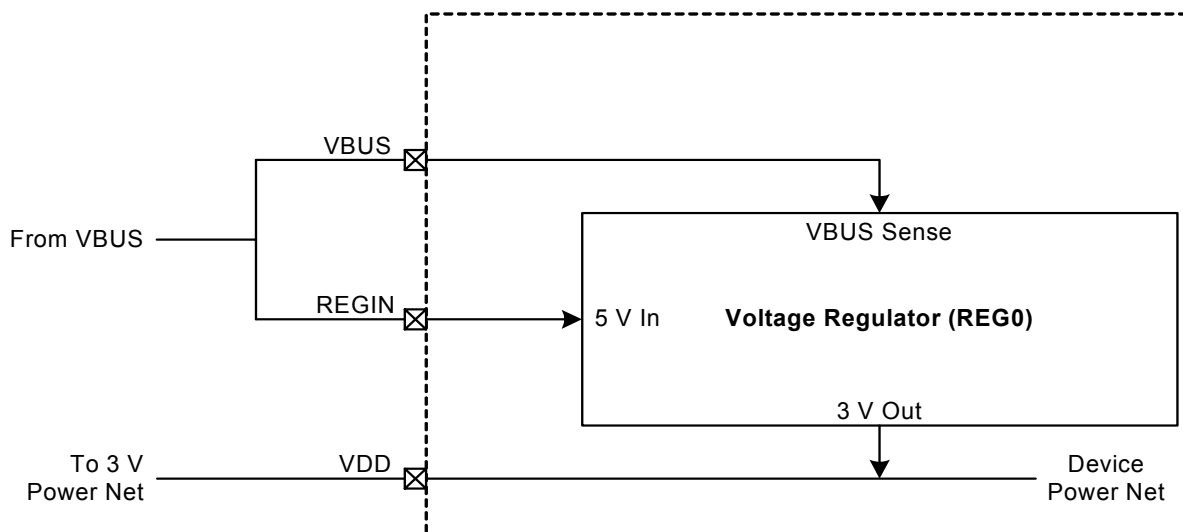 VBUS
From VBUS
VBUS Sense
REGIN
5 V In
Voltage Regulator (REG0)
3 V Out
To 3 V
Power Net
VDD
Device
Power Net